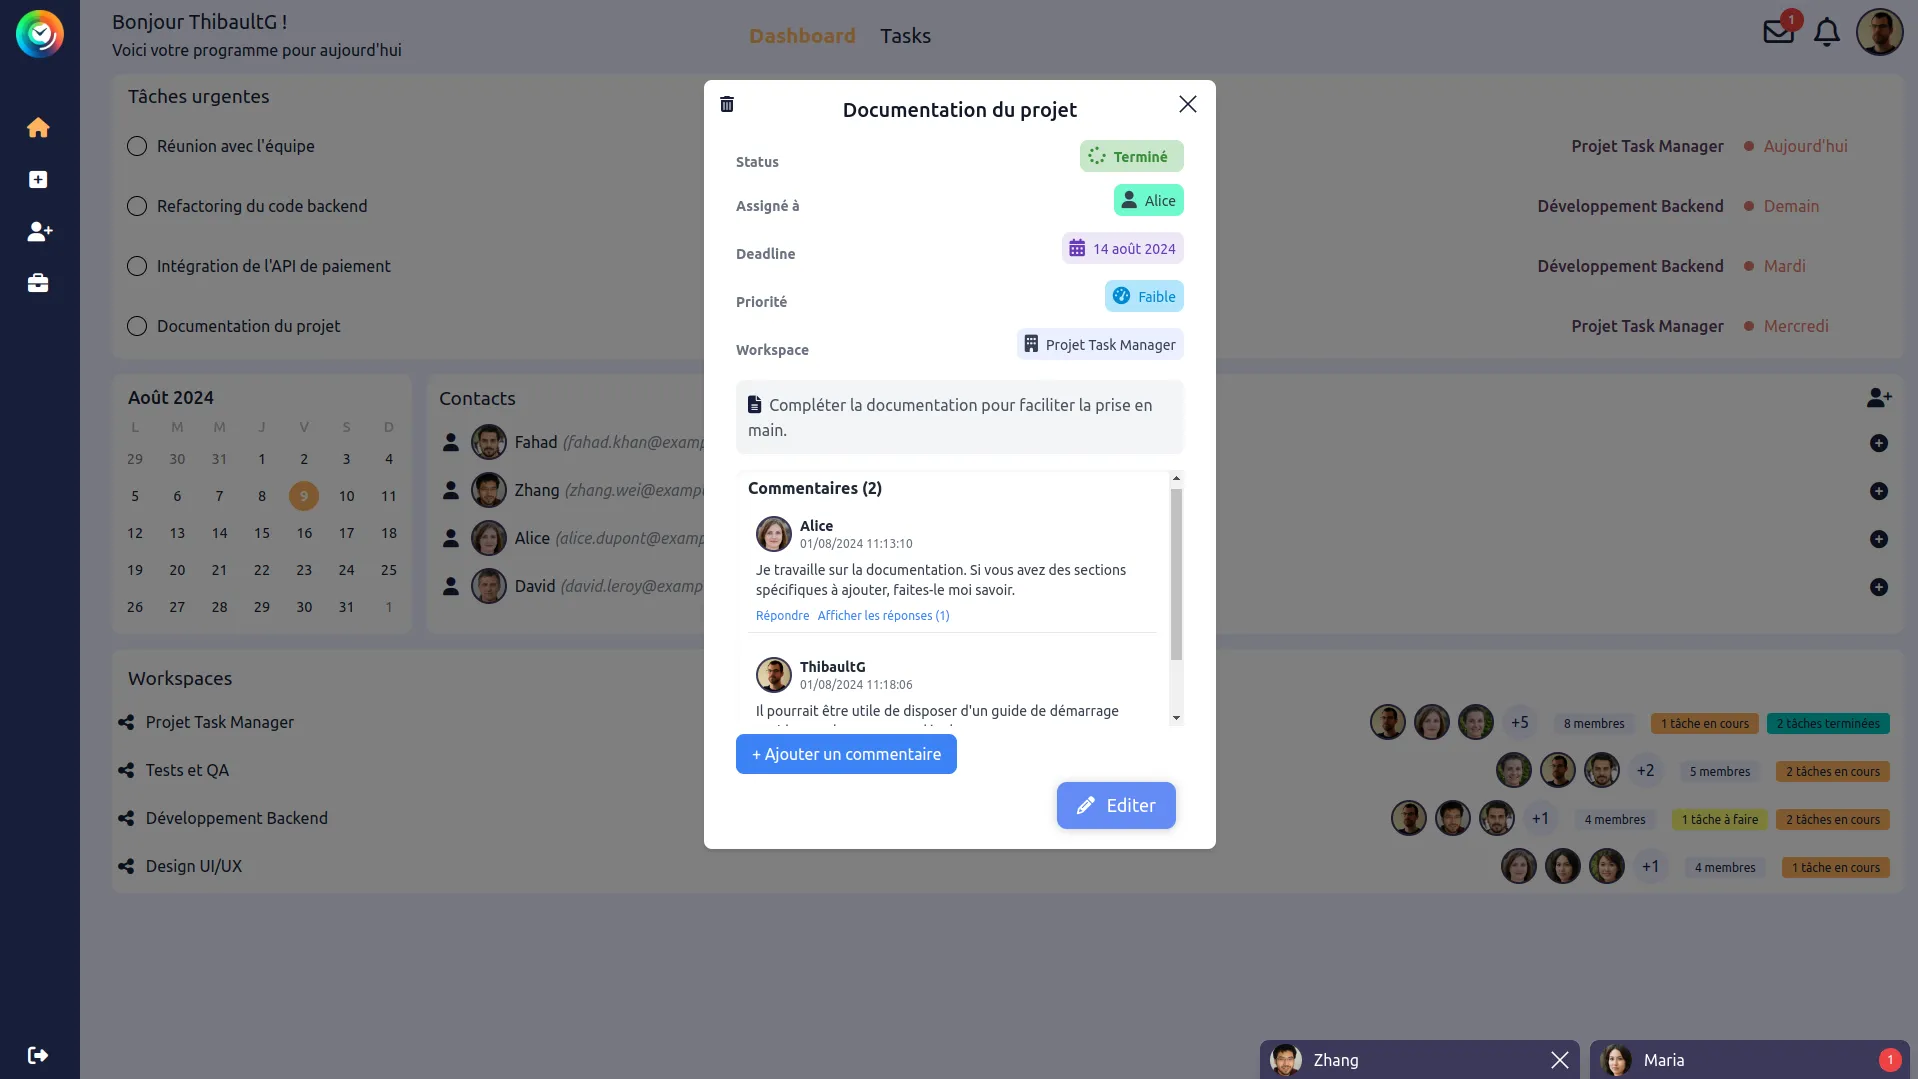 Bonjour ThibaultG !
Voici votre programme pour aujourd'hui
Dashboard
Tasks
1
Tâches urgentes
Réunion avec l'équipe
Projet Task Manager
Aujourd'hui
Refactoring du code backend
Développement Backend
Demain
Intégration de l'API de paiement
Développement Backend
Mardi
Documentation du projet
Projet Task Manager
Mercredi
Août 2024
L M M J V S D
29 30 31 1 2 3 4
5 6 7 8 9 10 11
12 13 14 15 16 17 18
19 20 21 22 23 24 25
26 27 28 29 30 31 1
Contacts
Fahad (fahad.khan@examp
Zhang (zhang.wei@exampl
Alice (alice.dupont@examp
David (david.leroy@examp
Workspaces
Projet Task Manager
+5
8 membres
1 tâche en cours
2 tâches terminées
Tests et QA
+2
5 membres
2 tâches en cours
Développement Backend
+1
4 membres
1 tâche à faire
2 tâches en cours
Design UI/UX
+1
4 membres
1 tâche en cours
Documentation du projet
Status
Terminé
Assigné à
Alice
Deadline
14 août 2024
Priorité
Faible
Workspace
Projet Task Manager
Compléter la documentation pour faciliter la prise en
main.
Commentaires (2)
Alice
01/08/2024 11:13:10
Je travaille sur la documentation. Si vous avez des sections
spécifiques à ajouter, faites-le moi savoir.
Répondre Afficher les réponses (1)
ThibaultG
01/08/2024 11:18:06
Il pourrait être utile de disposer d'un guide de démarrage
+ Ajouter un commentaire
Editer
Zhang
Maria
1